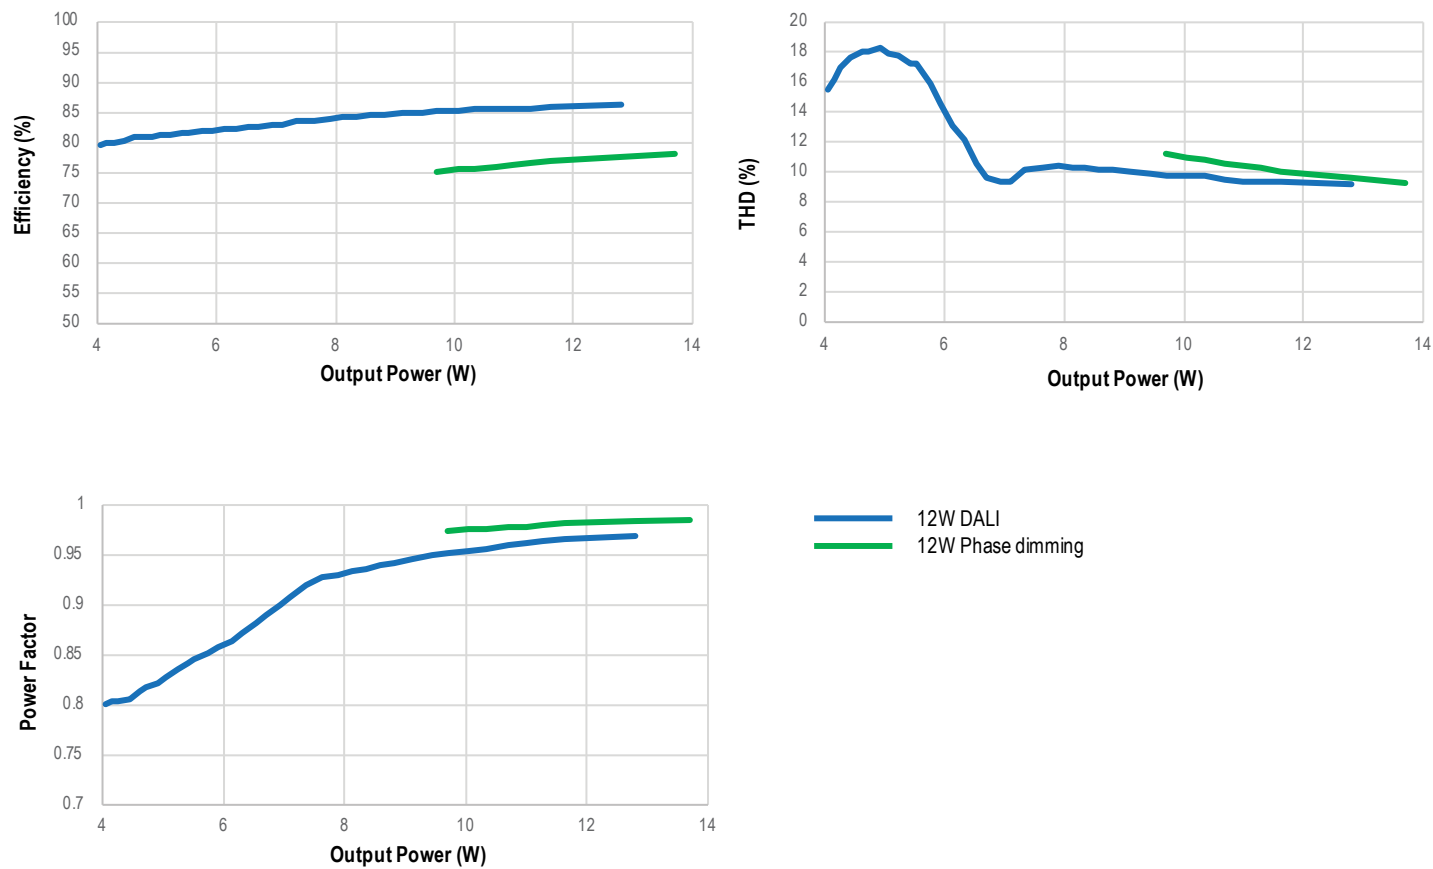 100
95
90
85
80
75
70
65
60
55
50
Efficiency (%)
4 6 8 10 12 14
Output Power (W)
20
18
16
14
12
10
8
6
4
2
0
THD (%)
4 6 8 10 12 14
Output Power (W)
1
0.95
0.9
0.85
0.8
0.75
0.7
Power Factor
4 6 8 10 12 14
Output Power (W)
12W DALI
12W Phase dimming